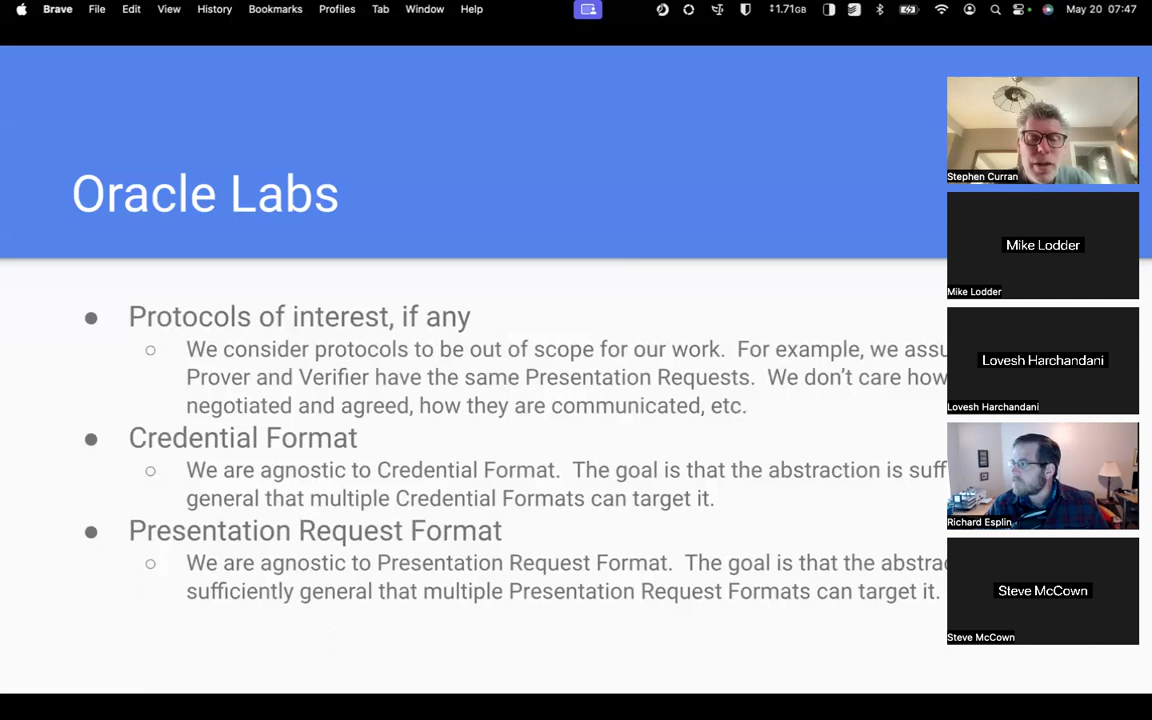 Brave File Edit View History Bookmarks Profiles Tab Window Help 1.71GB May 20 07:47
Oracle Labs
Protocols of interest, if any
We consider protocols to be out of scope for our work. For example, we assu
Prover and Verifier have the same Presentation Requests. We don't care how
negotiated and agreed, how they are communicated, etc.
Credential Format
We are agnostic to Credential Format. The goal is that the abstraction is suff
general that multiple Credential Formats can target it.
Presentation Request Format
We are agnostic to Presentation Request Format. The goal is that the abstrac
sufficiently general that multiple Presentation Request Formats can target it.
Stephen Curran
Mike Lodder
Mike Lodder
Lovesh Harchandani
Lovesh Harchandani
Richard Esplin
Steve McCown
Steve McCown